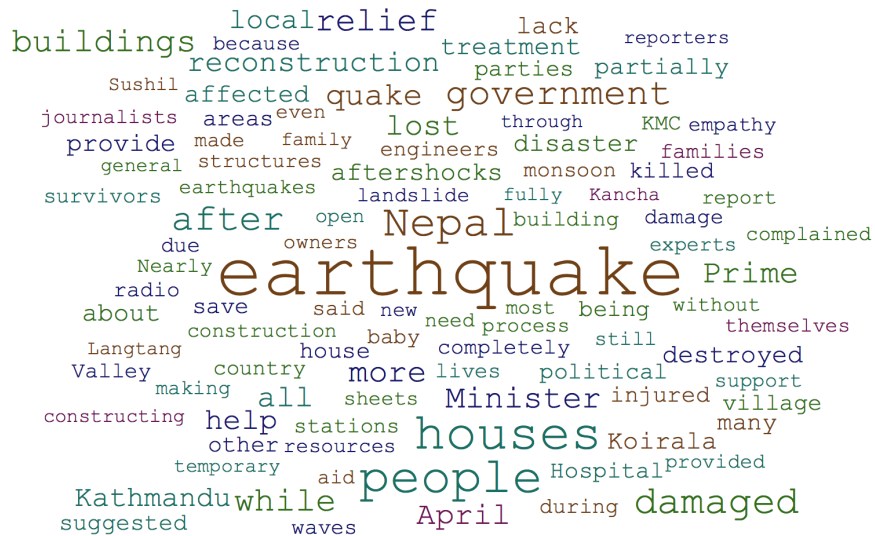 local relief lack reporters
buildings because treatment
reconstruction parties partially
Sushil affected quake government
journalists areas even lost through KMC empathy
provide made family engineers disaster families
general structures aftershocks monsoon killed
survivors earthquakes landslide fully Kancha report
after open Nepal building damage
due owners experts complained
Nearly earthquake Prime
radio save said new most being without
about construction baby need process still themselves
Langtang house completely destroyed
Valley country more lives political support
making all sheets Minister injured village
constructing help stations houses many
other resources Koirala
temporary aid people Hospital provided
Kathmandu while April during damaged
suggested waves